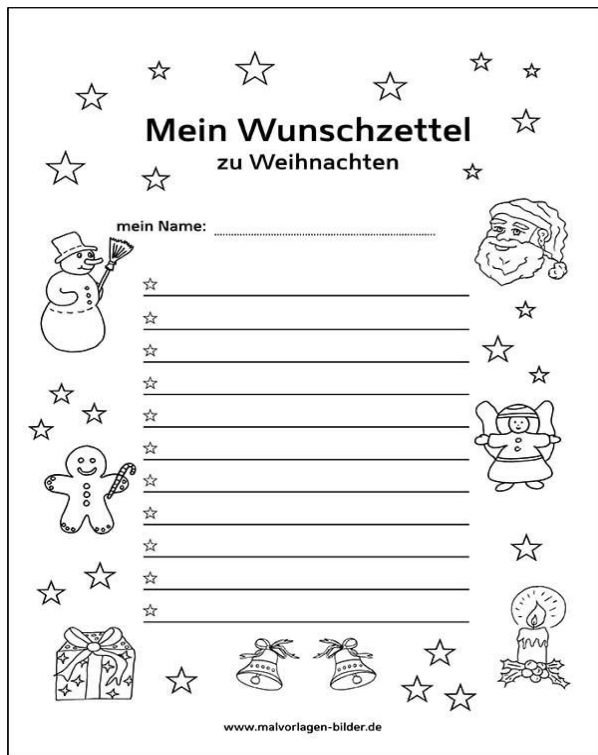 Mein Wunschzettel
zu Weihnachten
mein Name:
www.malvorlagen-bilder.de